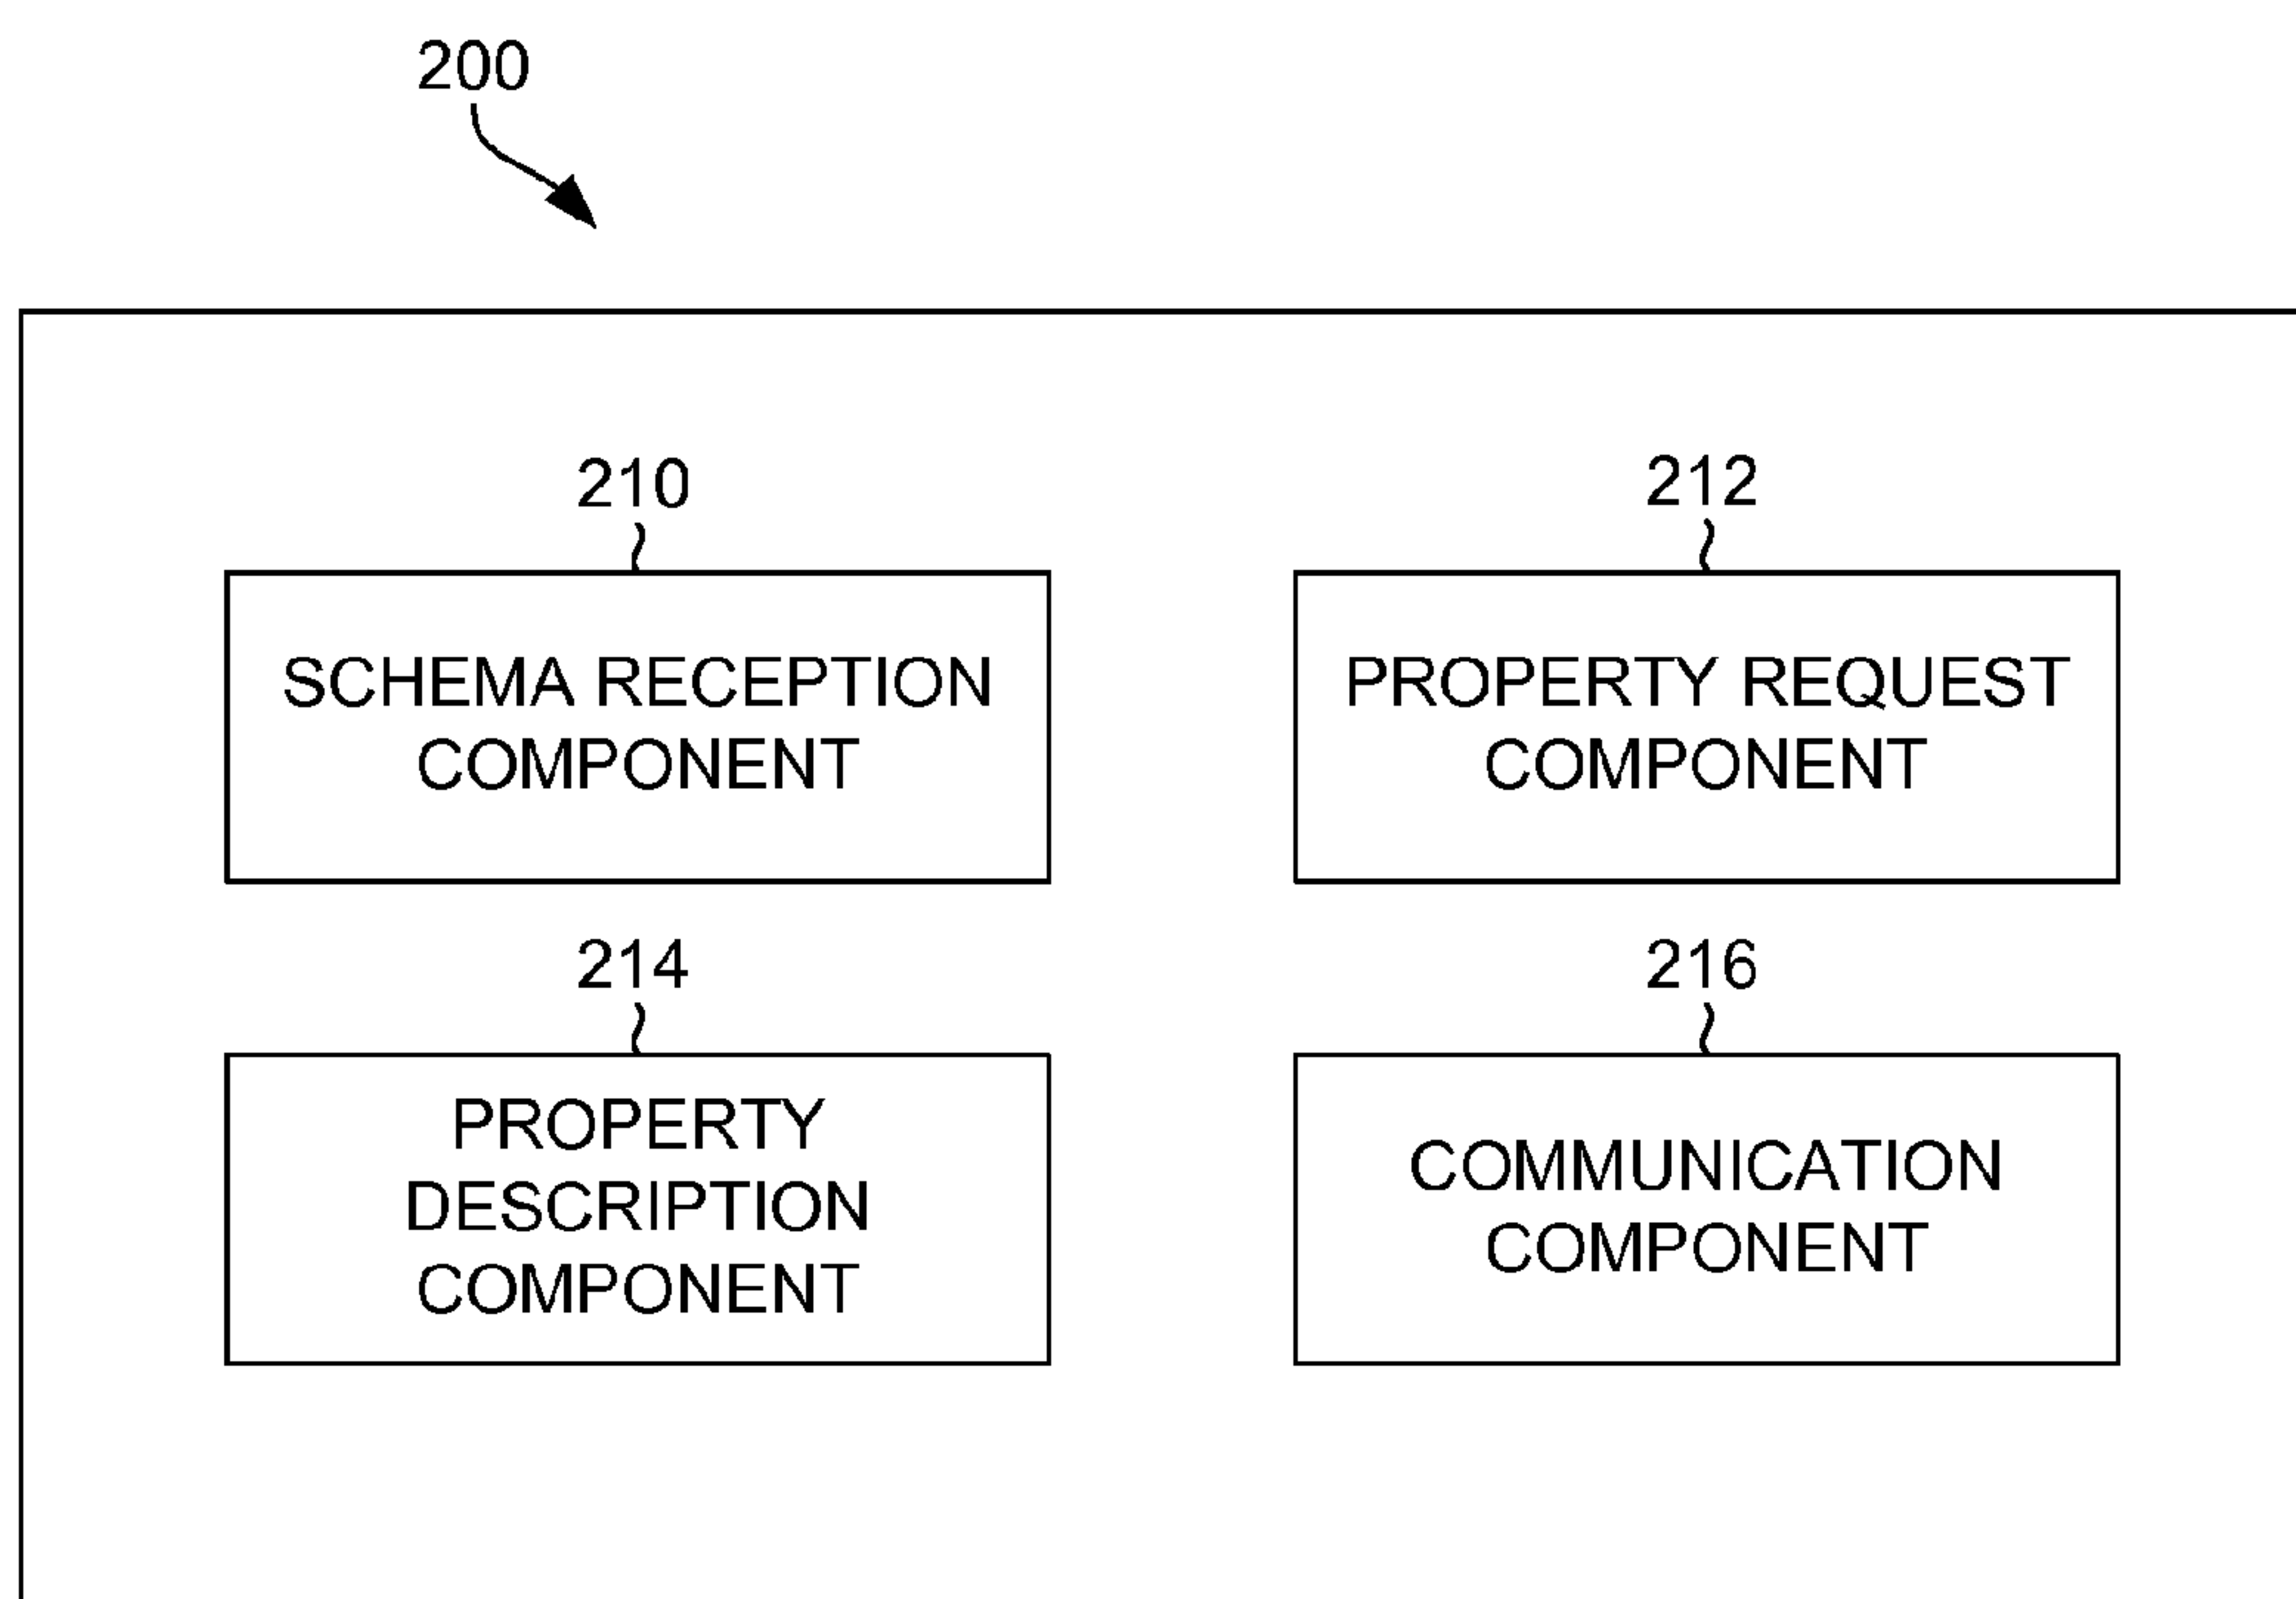 200
210
SCHEMA RECEPTION
COMPONENT
212
PROPERTY REQUEST
COMPONENT
214
PROPERTY
DESCRIPTION
COMPONENT
216
COMMUNICATION
COMPONENT